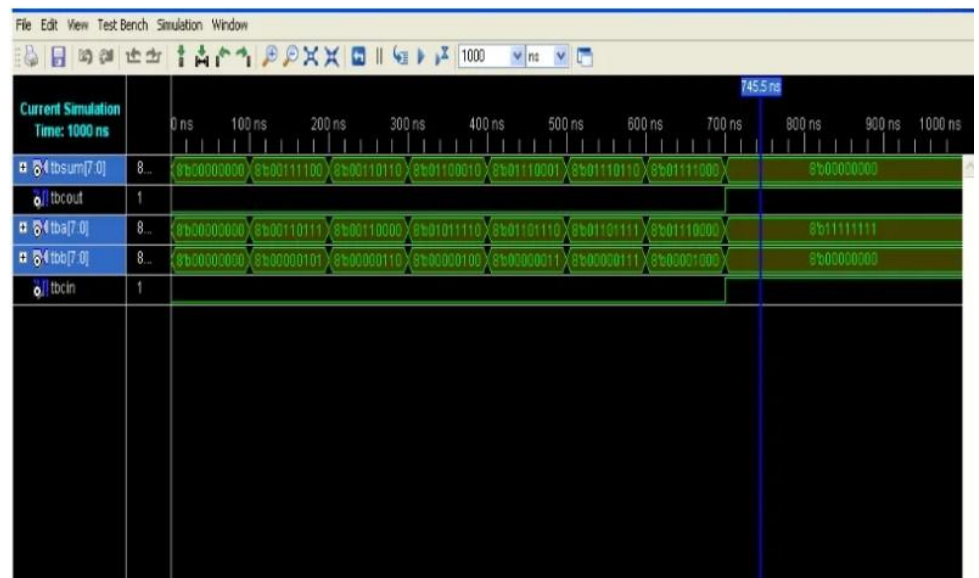 File Edit View Test Bench Simulation Window
1000 ns
745.5 ns
Current Simulation
Time: 1000 ns
0 ns 100 ns 200 ns 300 ns 400 ns 500 ns 600 ns 700 ns 800 ns 900 ns 1000 ns
tbsum[7:0] 8... 8'b00000000 8'b00111100 8'b00110110 8'b01100010 8'b01110001 8'b01110110 8'b01111000 8'b00000000
tbcout 1
tba[7:0] 8... 8'b00000000 8'b00110111 8'b00110000 8'b01011110 8'b01101110 8'b01101111 8'b01110000 8'b11111111
tbb[7:0] 8... 8'b00000000 8'b00000101 8'b00000110 8'b00000100 8'b00000011 8'b00000111 8'b00001000 8'b00000000
tbcin 1